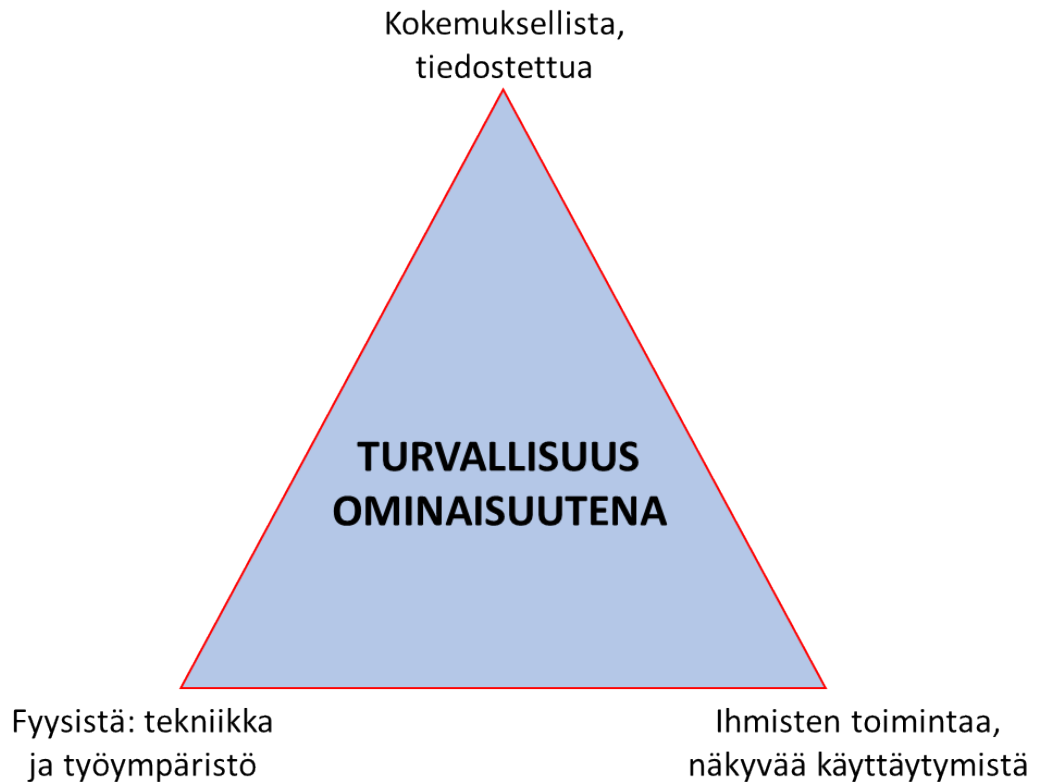 Kokemuksellista,
tiedostettua
TURVALLISUUS
OMINAISUUTENA
Fyysistä: tekniikka
ja työympäristö
Ihmisten toimintaa,
näkyvää käyttäytymistä